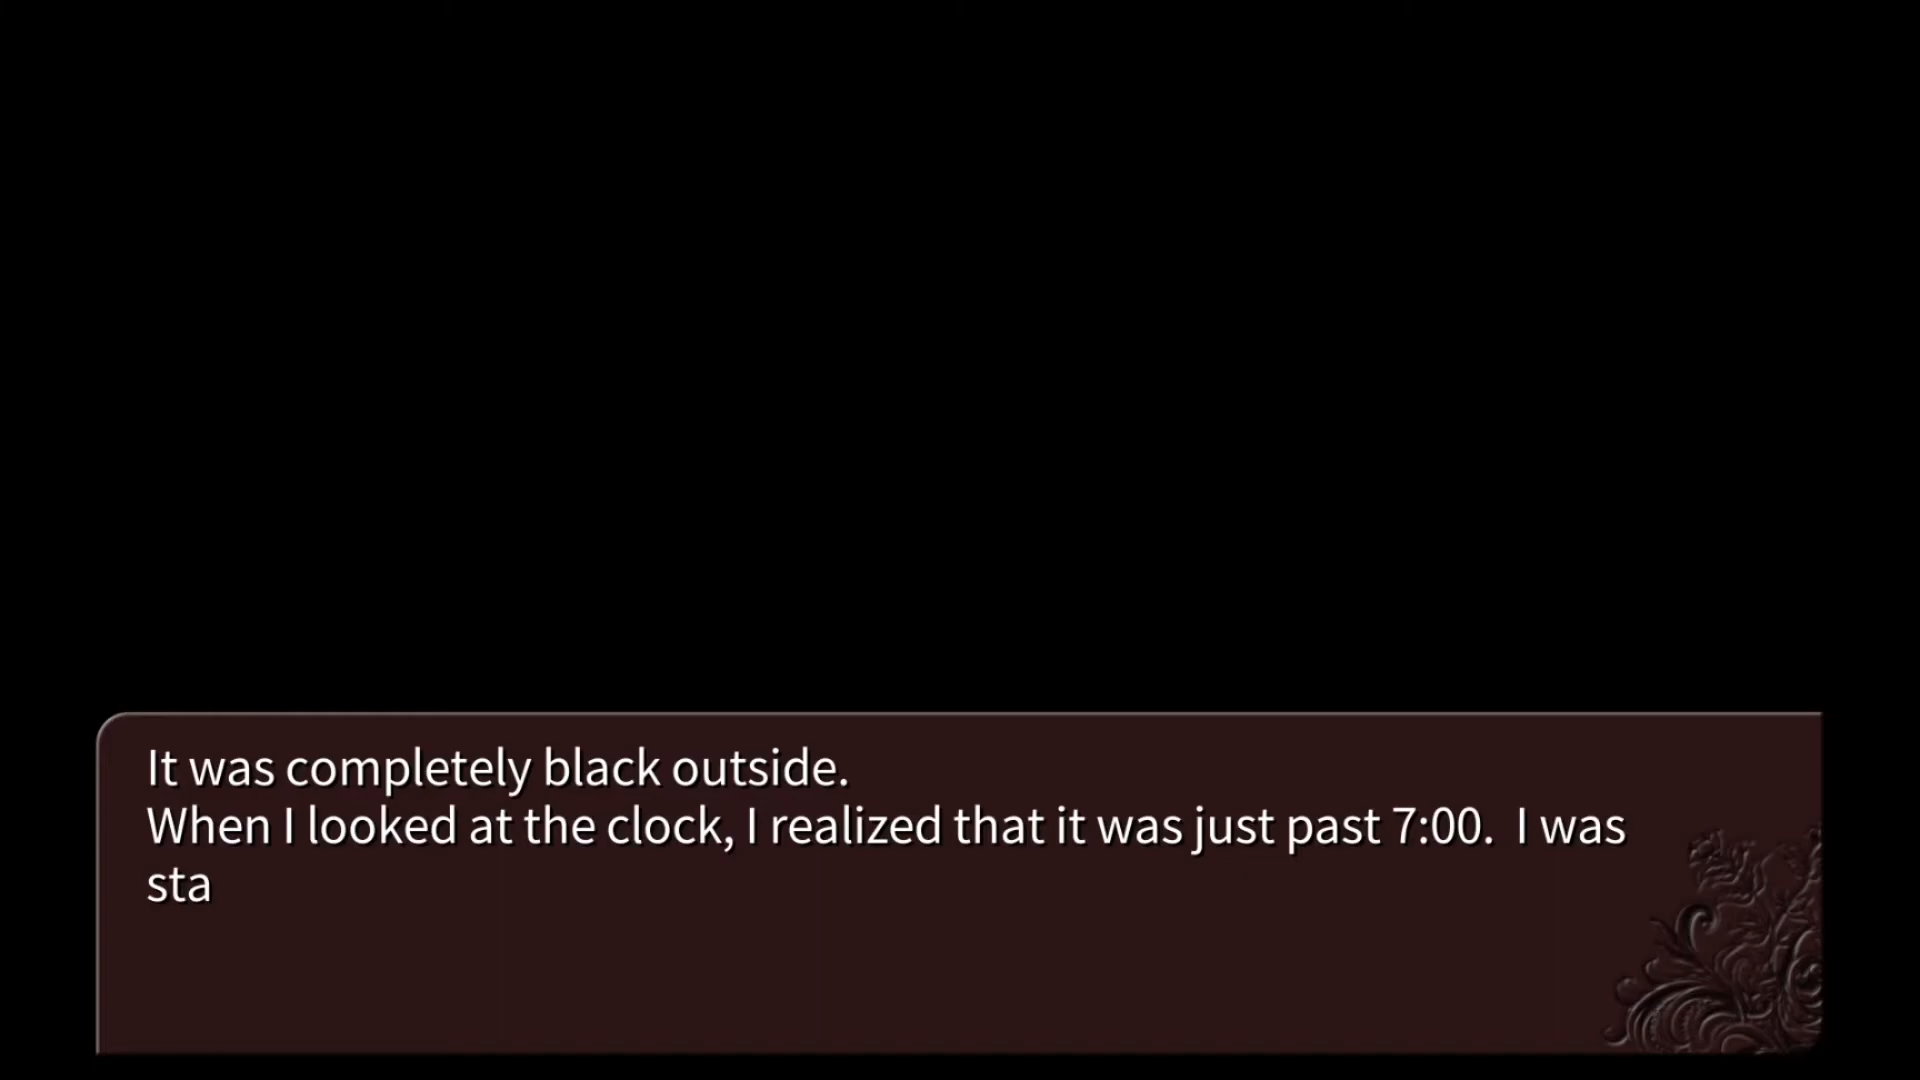 It was completely black outside.
When I looked at the clock, I realized that it was just past 7:00.  I was
sta